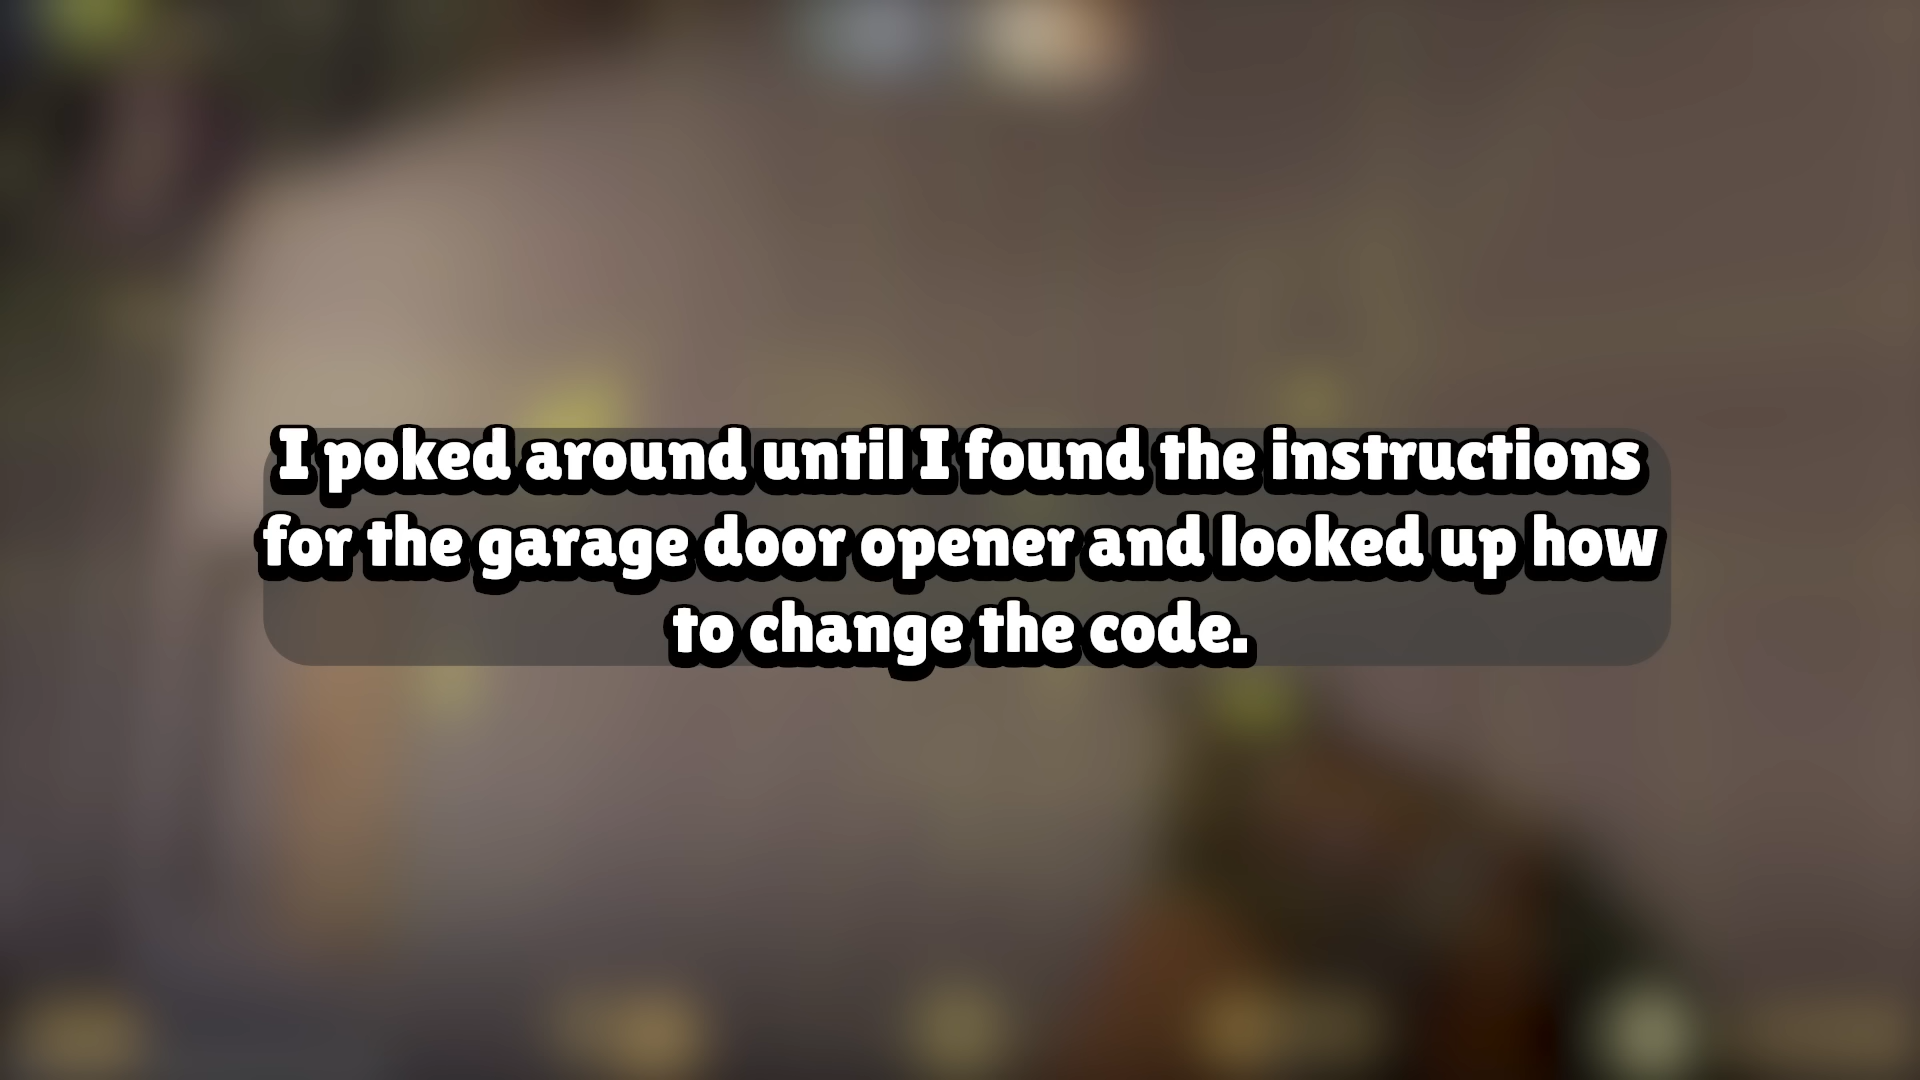 I poked around until I found the instructions
for the garage door opener and looked up how
to change the code.